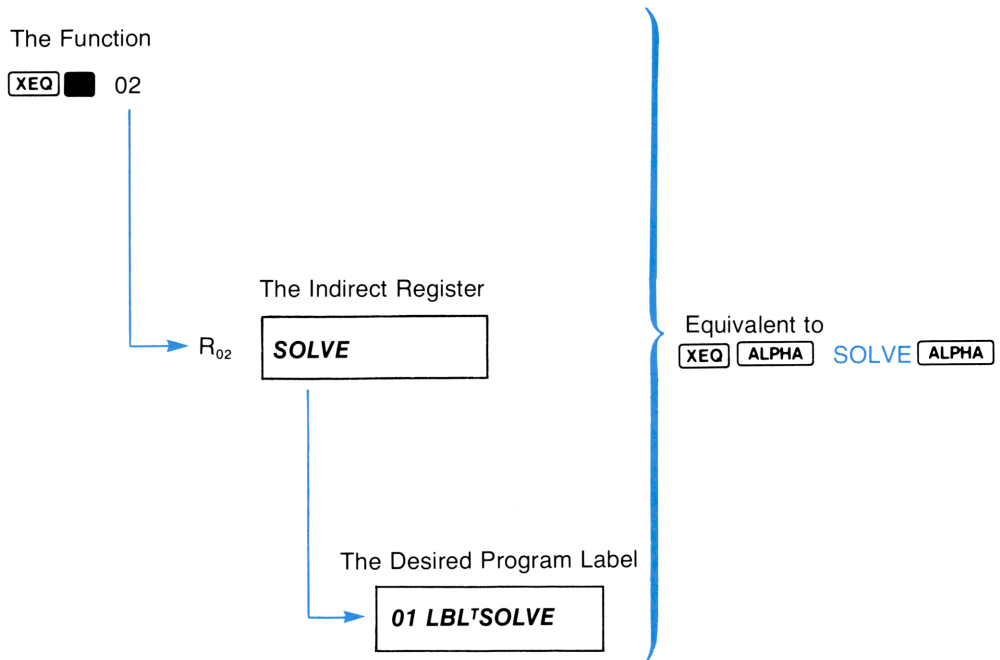 The Function
XEQ 02
The Indirect Register
R₀₂ SOLVE
Equivalent to
XEQ ALPHA SOLVE ALPHA
The Desired Program Label
01 LBLᵀSOLVE